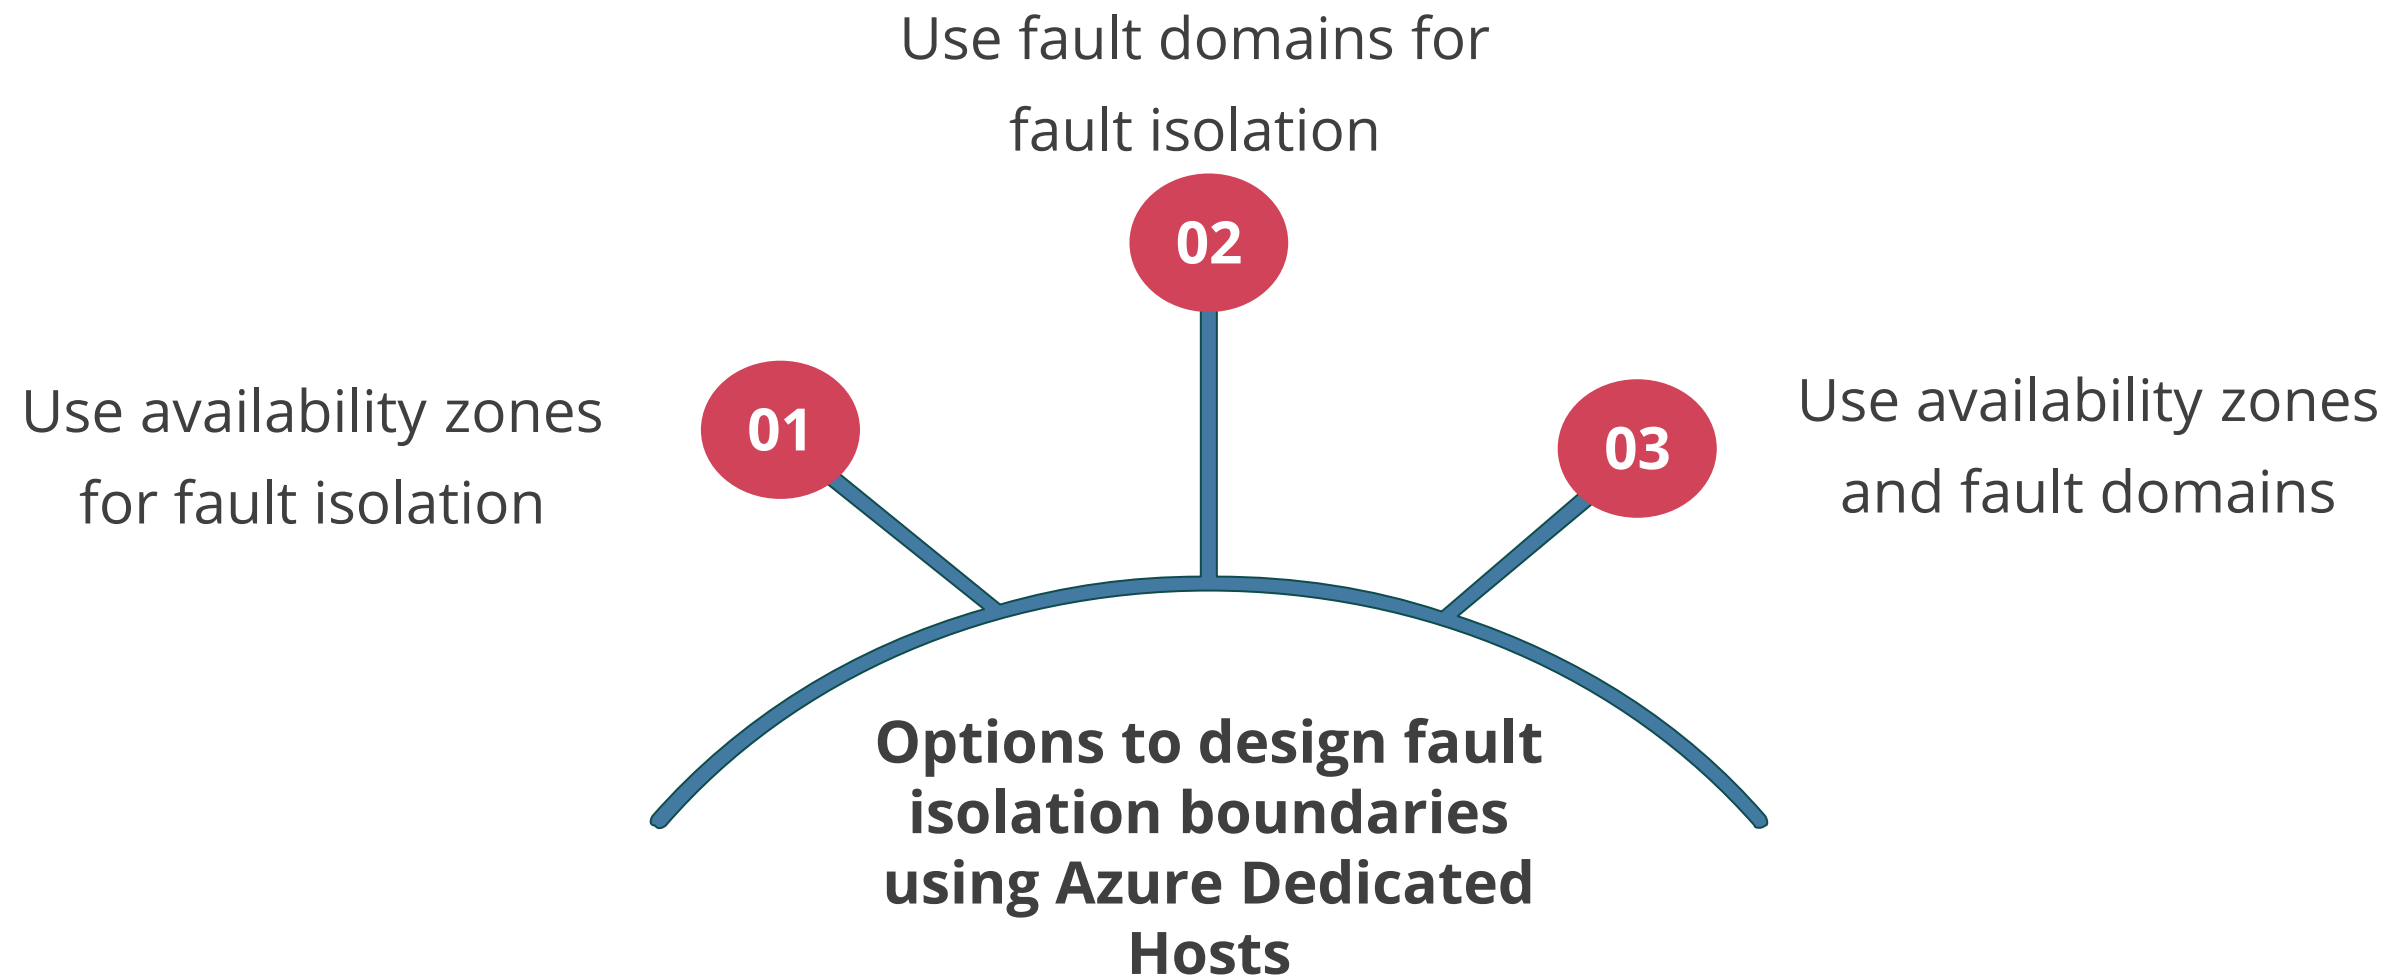 Use fault domains for
fault isolation
02
01
Use availability zones
for fault isolation
03
Use availability zones
and fault domains
Options to design fault
isolation boundaries
using Azure Dedicated
Hosts